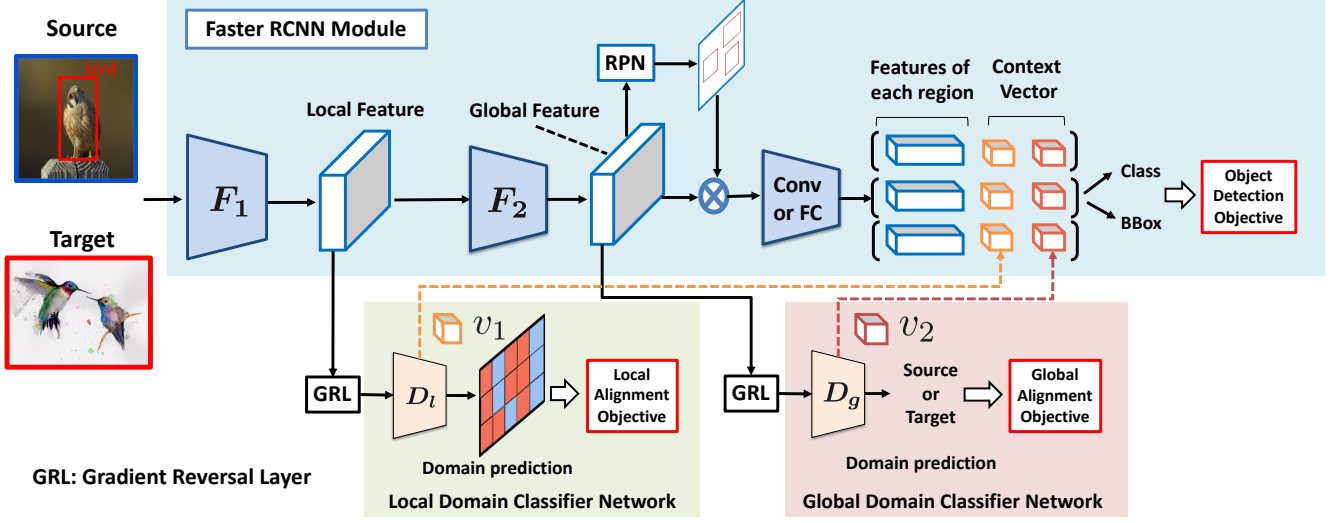 Source
bird
Target
Faster RCNN Module
F1
Local Feature
F2
Global Feature
RPN
Conv
or FC
Features of
each region
Context
Vector
Class
BBox
Object
Detection
Objective
GRL
v1
Dl
Local
Alignment
Objective
Domain prediction
Local Domain Classifier Network
GRL
v2
Dg
Source
or
Target
Global
Alignment
Objective
Domain prediction
Global Domain Classifier Network
GRL: Gradient Reversal Layer